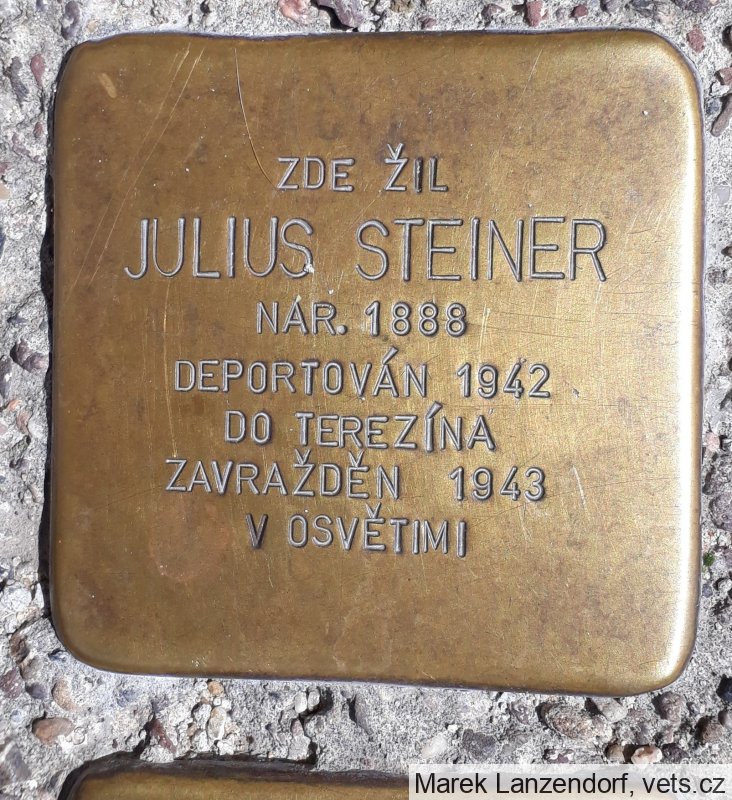 ZDE ŽIL
JULIUS STEINER
NAR. 1888
DEPORTOVÁN 1942
DO TEREZÍNA
ZAVRAŽDĚN 1943
V OSVĚTIMI
Marek Lanzendorf, vets.cz